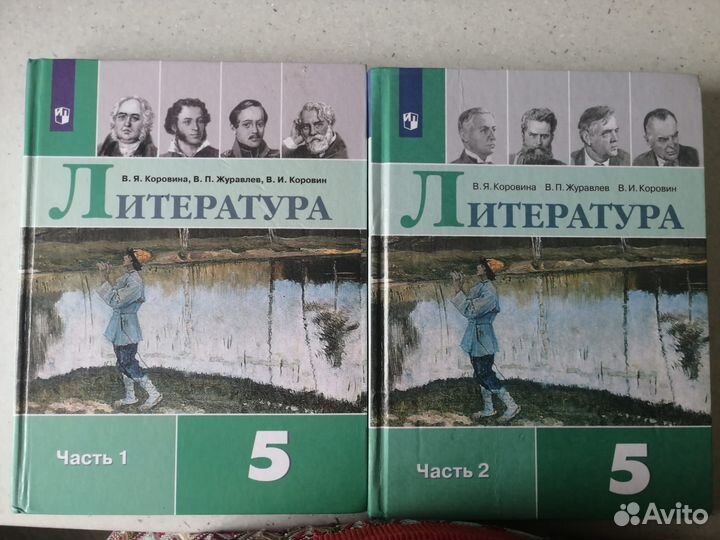 В. Я. Коровина, В. П. Журавлев, В. И. Коровин
ЛИТЕРАТУРА
Часть 1
5
В. Я. Коровина В. П. Журавлев В. И. Коровин
ЛИТЕРАТУРА
Часть 2
5
Avito